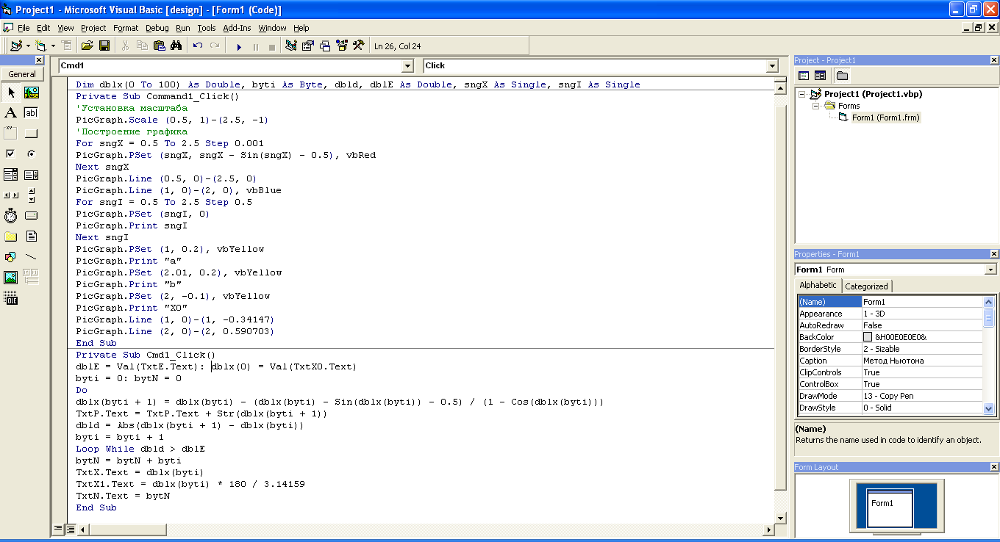 Project1 - Microsoft Visual Basic [design] - [Form1 (Code)]
File Edit View Project Format Debug Run Tools Add-Ins Window Help
Ln 26, Col 24
General
A
ab|
xy
OLE
Cmd1
Click
Dim dblx(0 To 100) As Double, byti As Byte, dbld, dblE As Double, sngX As Single, sngI As Single
Private Sub Command1_Click()
'Установка масштаба
PicGraph.Scale (0.5, 1)-(2.5, -1)
'Построение графика
For sngX = 0.5 To 2.5 Step 0.001
PicGraph.PSet (sngX, sngX - Sin(sngX) - 0.5), vbRed
Next sngX
PicGraph.Line (0.5, 0)-(2.5, 0)
PicGraph.Line (1, 0)-(2, 0), vbBlue
For sngI = 0.5 To 2.5 Step 0.5
PicGraph.PSet (sngI, 0)
PicGraph.Print sngI
Next sngI
PicGraph.PSet (1, 0.2), vbYellow
PicGraph.Print "a"
PicGraph.PSet (2.01, 0.2), vbYellow
PicGraph.Print "b"
PicGraph.PSet (2, -0.1), vbYellow
PicGraph.Print "X0"
PicGraph.Line (1, 0)-(1, -0.34147)
PicGraph.Line (2, 0)-(2, 0.590703)
End Sub
Private Sub Cmd1_Click()
dblE = Val(TxtE.Text): dblx(0) = Val(TxtX0.Text)
byti = 0: bytN = 0
Do
dblx(byti + 1) = dblx(byti) - (dblx(byti) - Sin(dblx(byti)) - 0.5) / (1 - Cos(dblx(byti)))
TxtP.Text = TxtP.Text + Str(dblx(byti + 1))
dbld = Abs(dblx(byti + 1) - dblx(byti))
byti = byti + 1
Loop While dbld > dblE
bytN = bytN + byti
TxtX.Text = dblx(byti)
TxtX1.Text = dblx(byti) * 180 / 3.14159
TxtN.Text = bytN
End Sub
Project - Project1
Project1 (Project1.vbp)
Forms
Form1 (Form1.frm)
Properties - Form1
Form1 Form
Alphabetic Categorized
(Name) Form1
Appearance 1 - 3D
AutoRedraw False
BackColor &H00E0E0E0&
BorderStyle 2 - Sizable
Caption Метод Ньютона
ClipControls True
ControlBox True
DrawMode 13 - Copy Pen
DrawStyle 0 - Solid
(Name)
Returns the name used in code to identify an object.
Form Layout
Form1